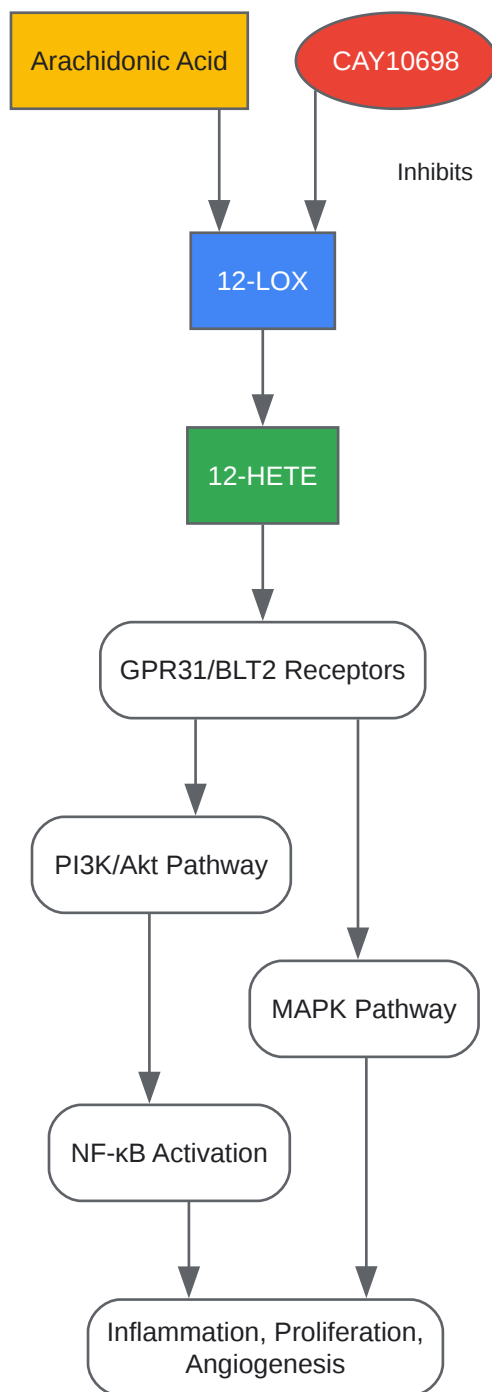 Arachidonic Acid
CAY10698
Inhibits
12-LOX
12-HETE
GPR31/BLT2 Receptors
PI3K/Akt Pathway
MAPK Pathway
NF-κB Activation
Inflammation, Proliferation,
Angiogenesis